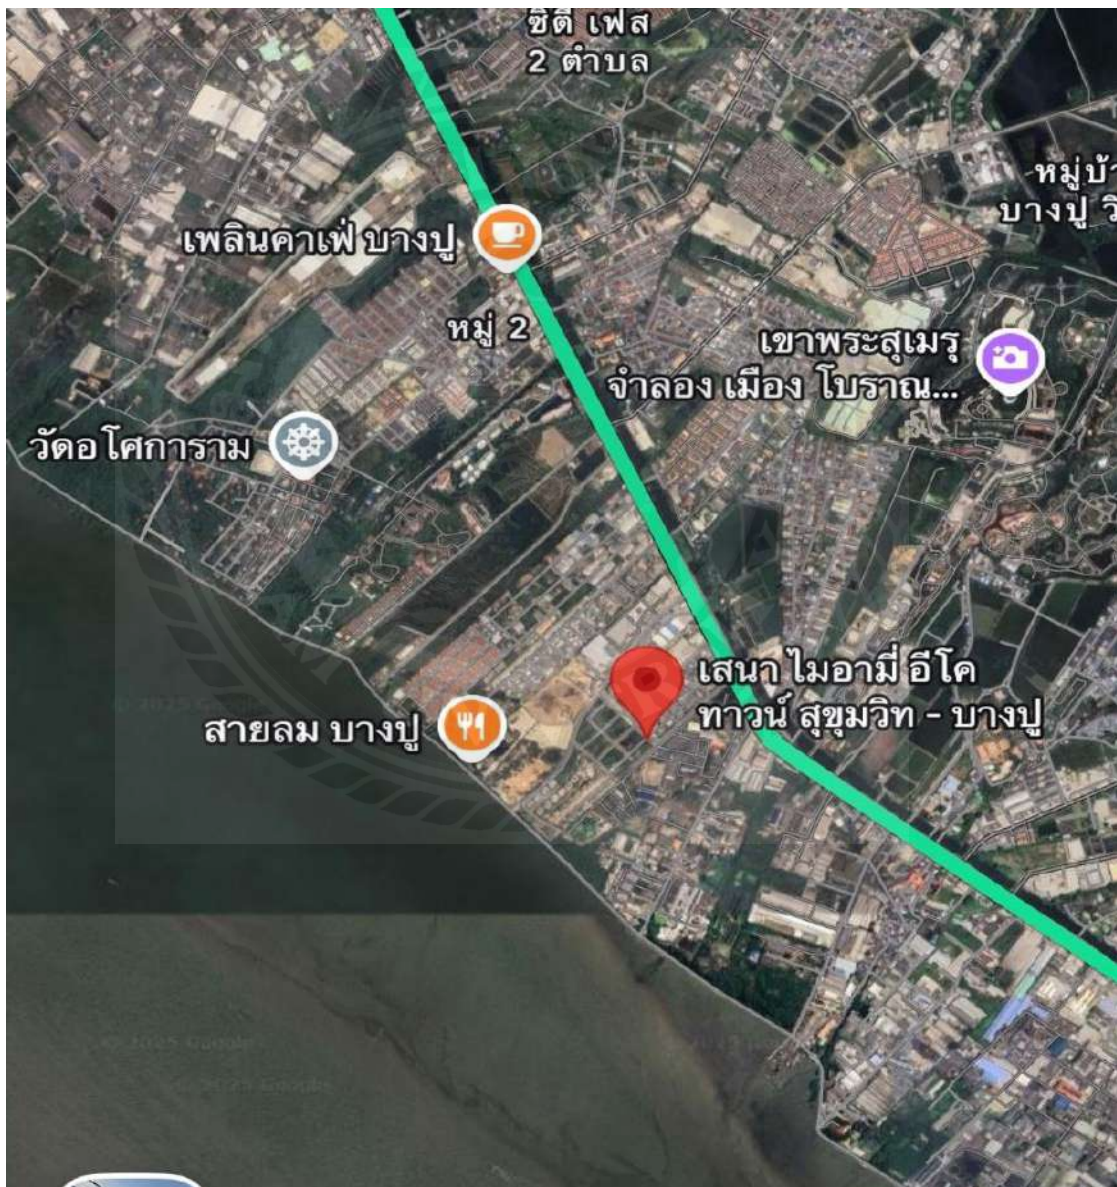 ซิตี้ เฟส
2 ตำบล
หมู่บ้า
บางปู วิ
เพลินคาเฟ่ บางปู
หมู่ 2
เขาพระสุเมรุ
จำลอง เมือง โบราณ...
วัดอโศการาม
เสนา ไมอามี่ อีโค
ทาวน์ สุขุมวิท - บางปู
สายลม บางปู
© 2025 Google
© 2025 Google